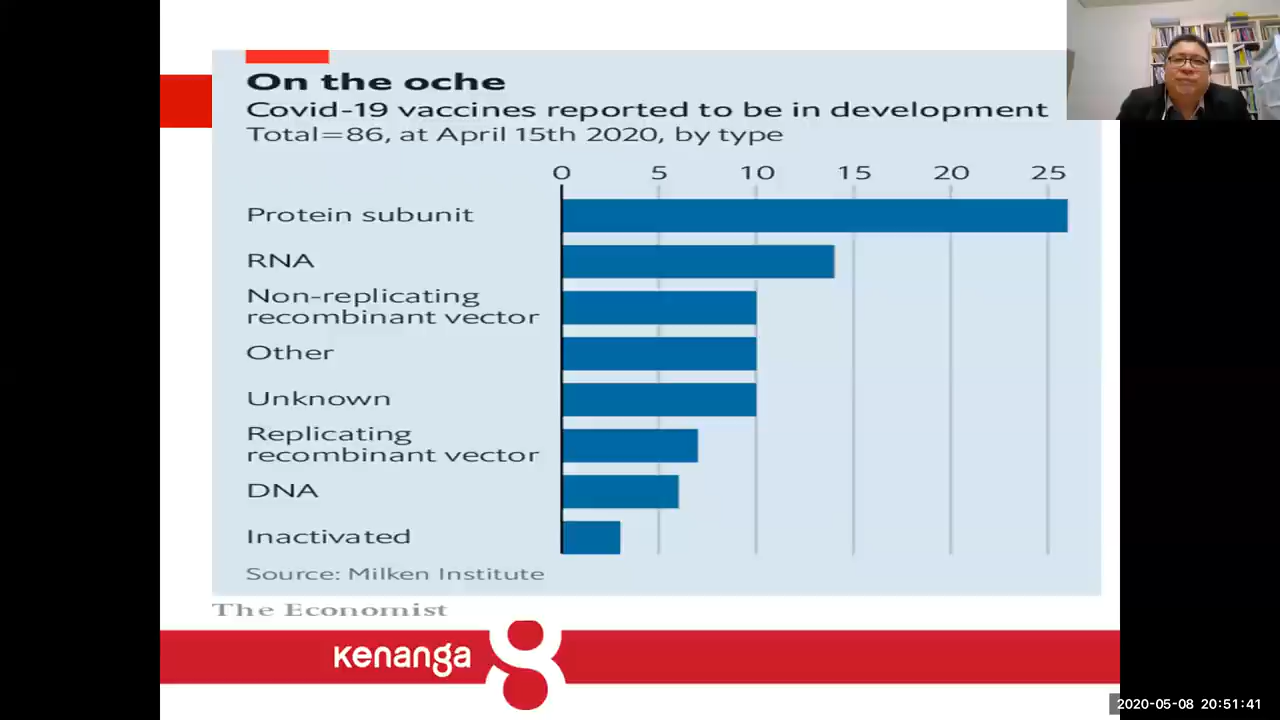 On the oche
Covid-19 vaccines reported to be in development
Total=86, at April 15th 2020, by type
0 5 10 15 20 25
Protein subunit
RNA
Non-replicating
recombinant vector
Other
Unknown
Replicating
recombinant vector
DNA
Inactivated
Source: Milken Institute
The Economist
kenanga
2020-05-08 20:51:41